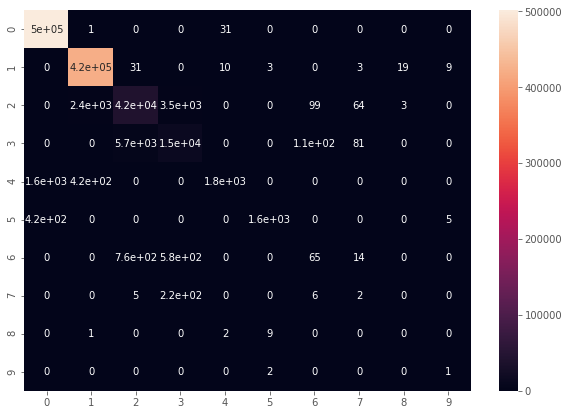 0 5e+05 1 0 0 31 0 0 0 0 0
1 0 4.2e+05 31 0 10 3 0 3 19 9
2 0 2.4e+03 4.2e+04 3.5e+03 0 0 99 64 3 0
3 0 0 5.7e+03 1.5e+04 0 0 1.1e+02 81 0 0
4 1.6e+03 4.2e+02 0 0 1.8e+03 0 0 0 0 0
5 4.2e+02 0 0 0 0 1.6e+03 0 0 0 5
6 0 0 7.6e+02 5.8e+02 0 0 65 14 0 0
7 0 0 5 2.2e+02 0 0 6 2 0 0
8 0 1 0 0 2 9 0 0 0 0
9 0 0 0 0 0 2 0 0 0 1
0 1 2 3 4 5 6 7 8 9
500000
400000
300000
200000
100000
0